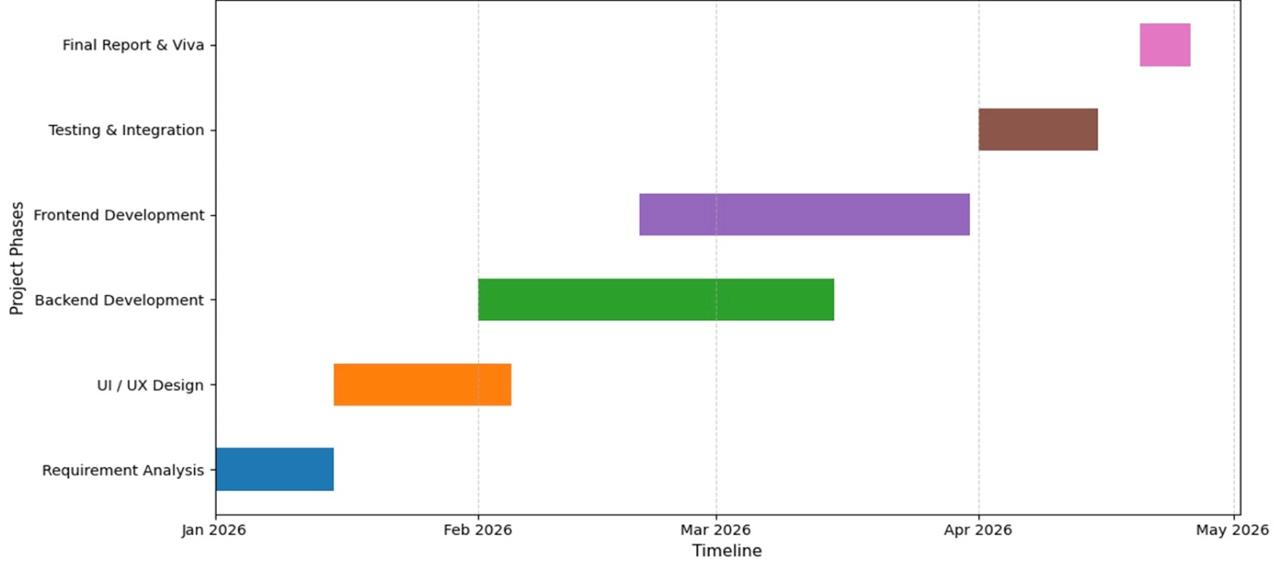 Final Report & Viva
Testing & Integration
Frontend Development
Backend Development
UI / UX Design
Requirement Analysis
Project Phases
Jan 2026
Feb 2026
Mar 2026
Apr 2026
May 2026
Timeline